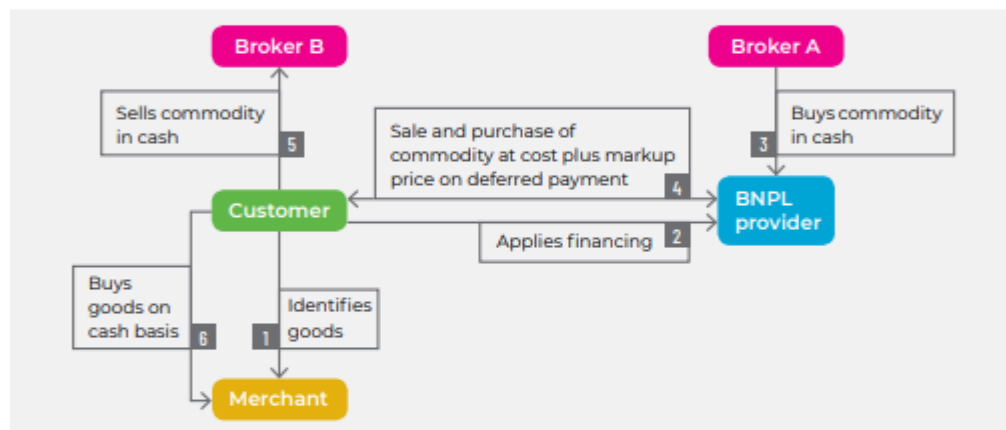 Broker B
Broker A
Sells commodity
in cash
5
Sale and purchase of
commodity at cost plus markup
price on deferred payment
4
Buys commodity
in cash
3
Customer
BNPL
provider
Applies financing
2
Buys
goods on
cash basis
6
Identifies
goods
1
Merchant